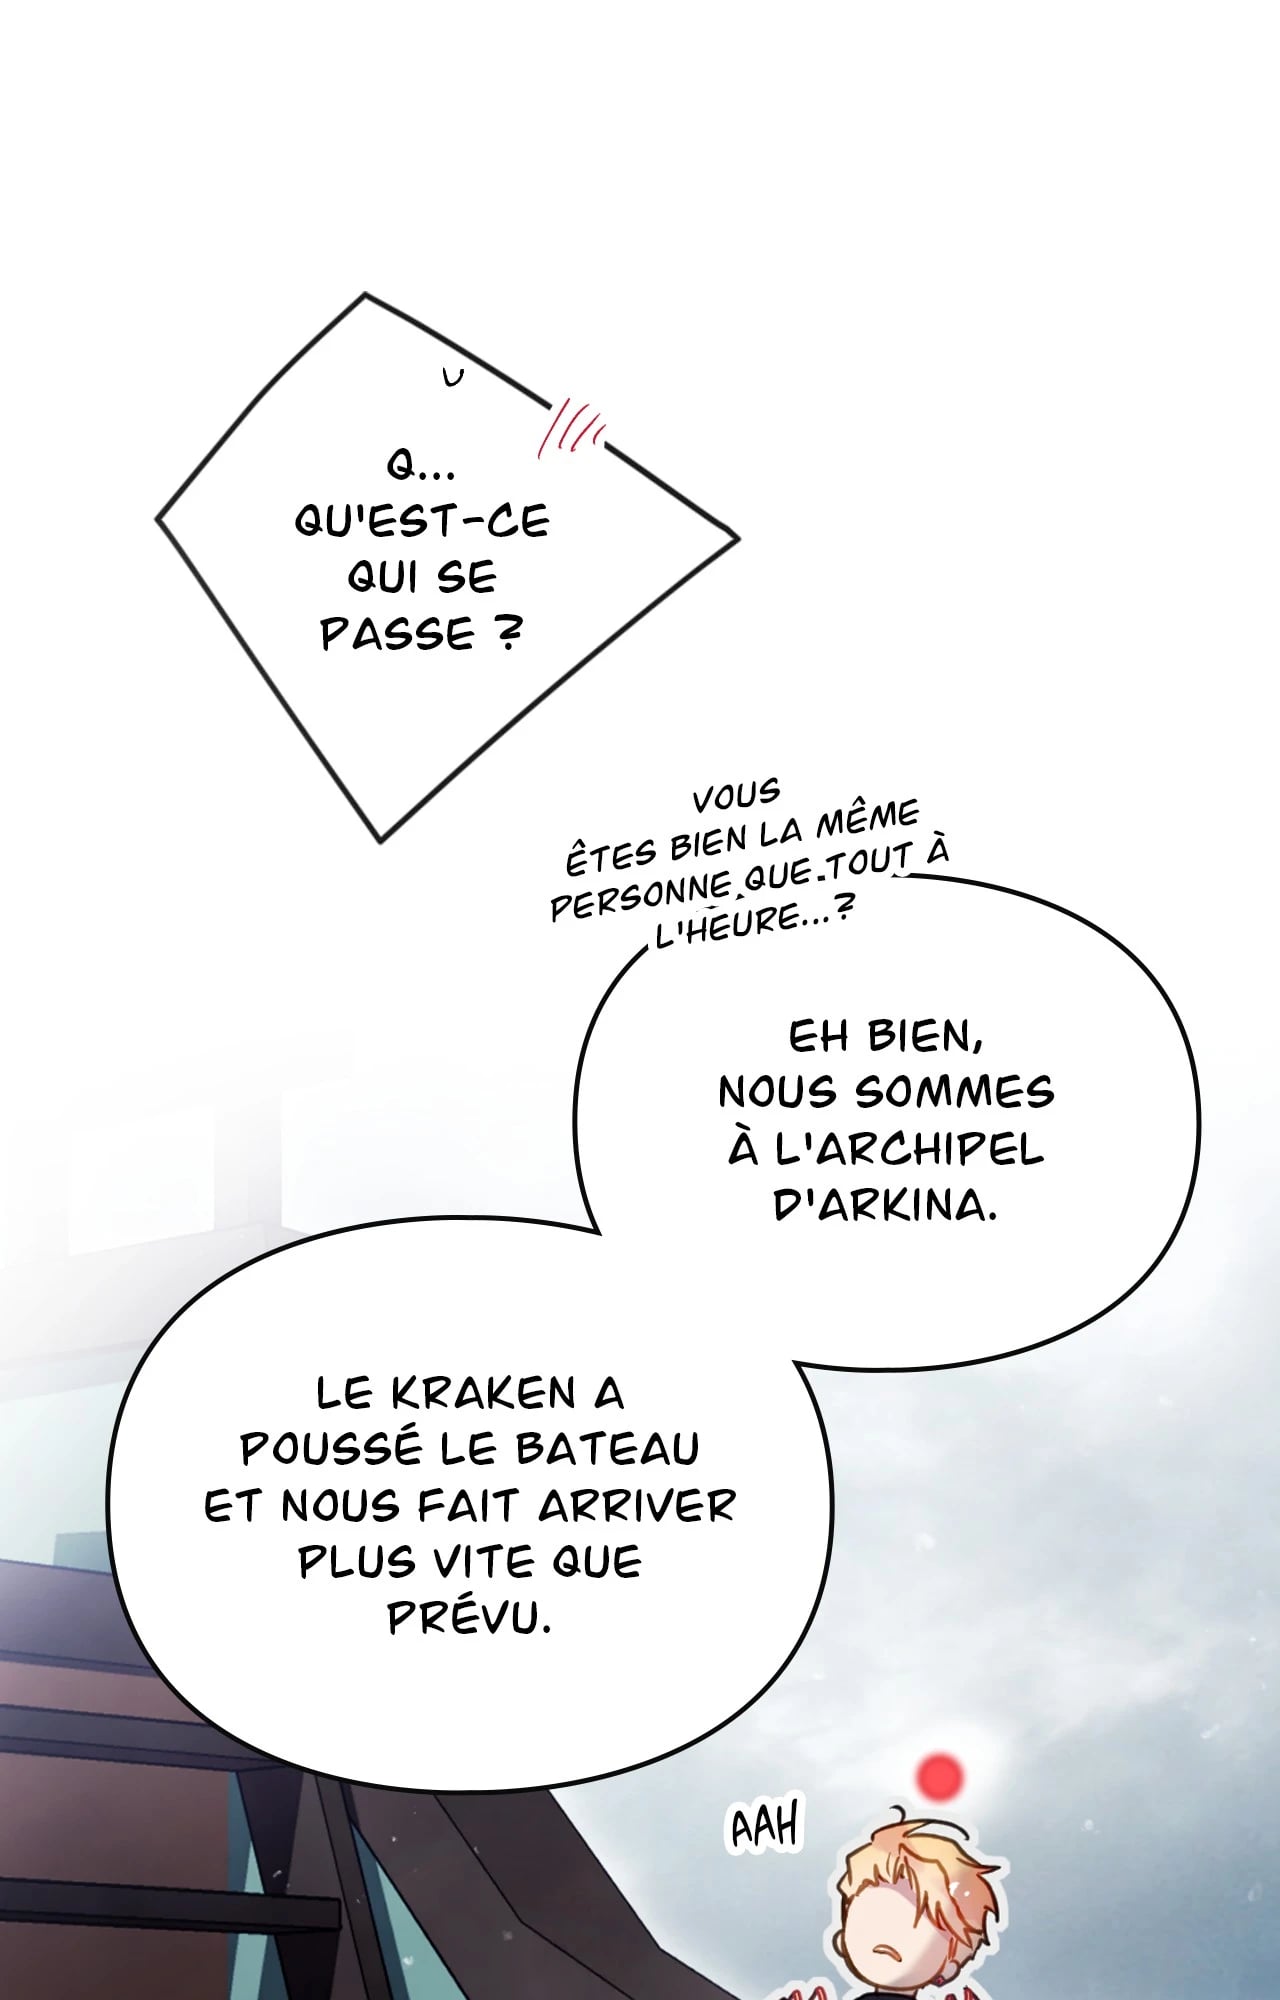 Q...
QU'EST-CE
QUI SE
PASSE ?
VOUS
ÊTES BIEN LA MÊME
PERSONNE QUE TOUT À
L'HEURE...?
EH BIEN,
NOUS SOMMES
À L'ARCHIPEL
D'ARKINA.
LE KRAKEN A
POUSSÉ LE BATEAU
ET NOUS FAIT ARRIVER
PLUS VITE QUE
PRÉVU.
AAH